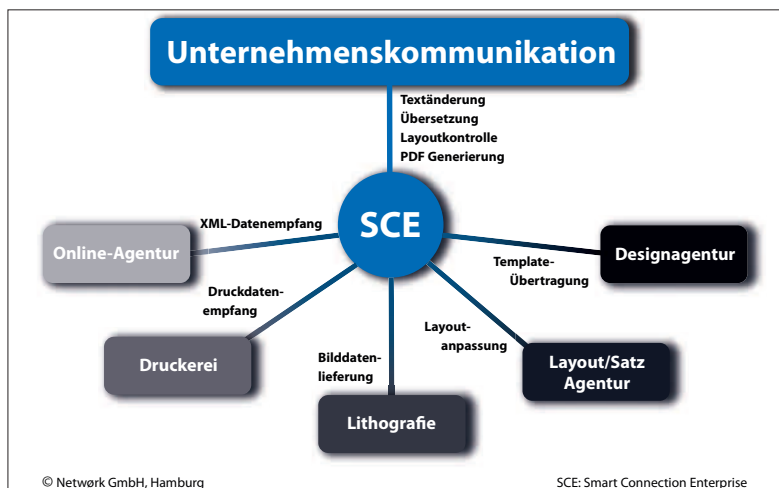 Unternehmenskommunikation
Textänderung
Übersetzung
Layoutkontrolle
PDF Generierung
SCE
XML-Datenempfang
Online-Agentur
Designagentur
Template-
Übertragung
Druckdaten-
empfang
Layout-
anpassung
Druckerei
Bilddaten-
lieferung
Layout/Satz
Agentur
Lithografie
© Netwørk GmbH, Hamburg
SCE: Smart Connection Enterprise